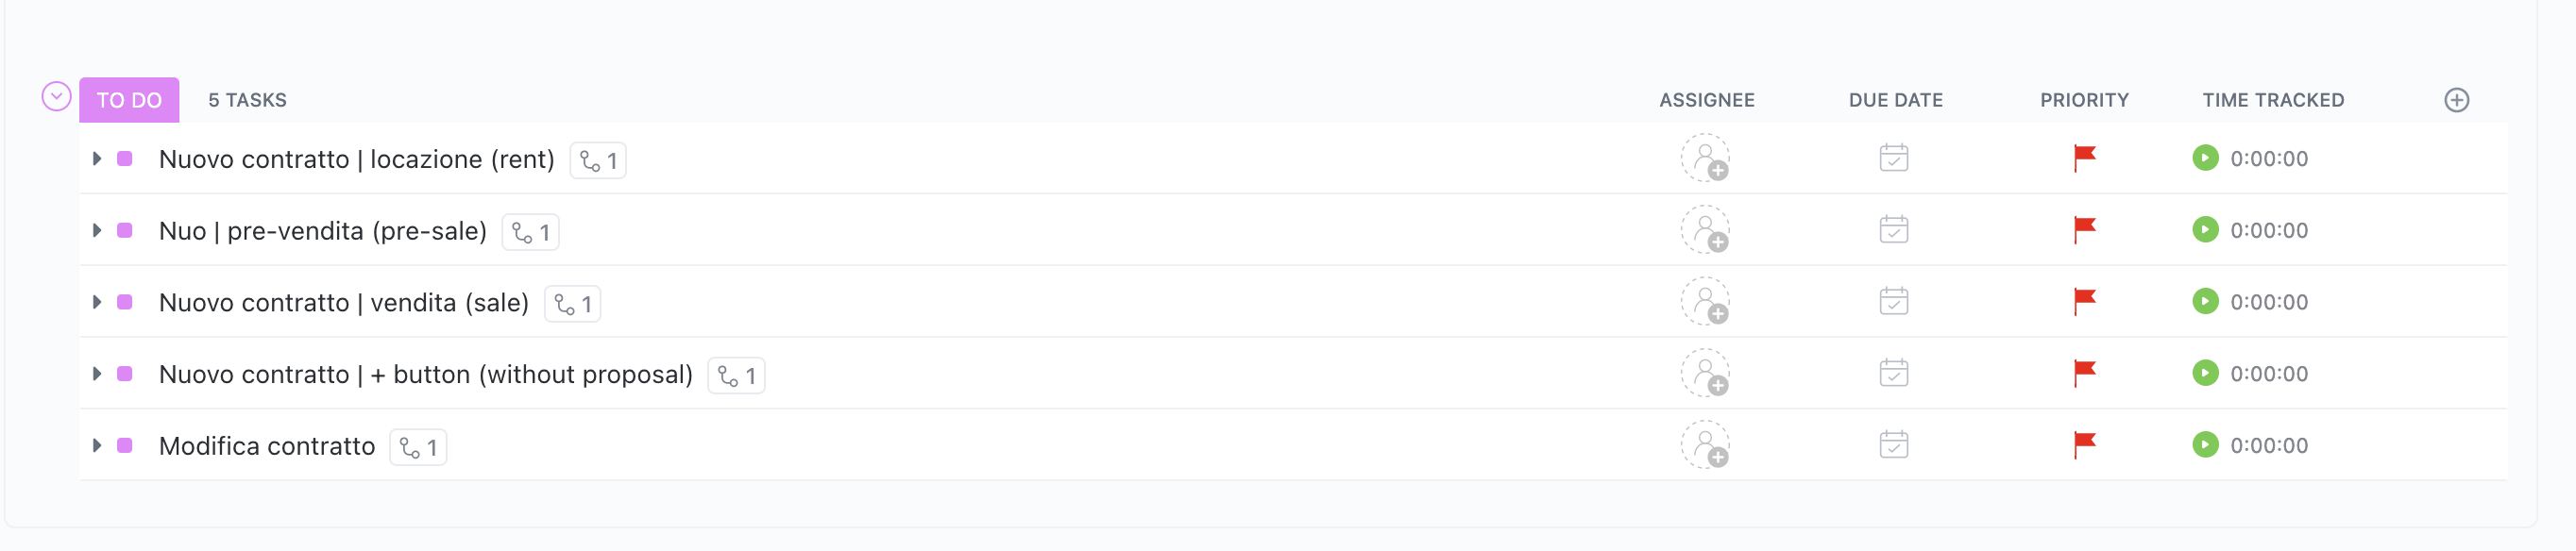 TO DO 5 TASKS ASSIGNEE DUE DATE PRIORITY TIME TRACKED
Nuovo contratto | locazione (rent) 1 0:00:00
Nuo | pre-vendita (pre-sale) 1 0:00:00
Nuovo contratto | vendita (sale) 1 0:00:00
Nuovo contratto | + button (without proposal) 1 0:00:00
Modifica contratto 1 0:00:00